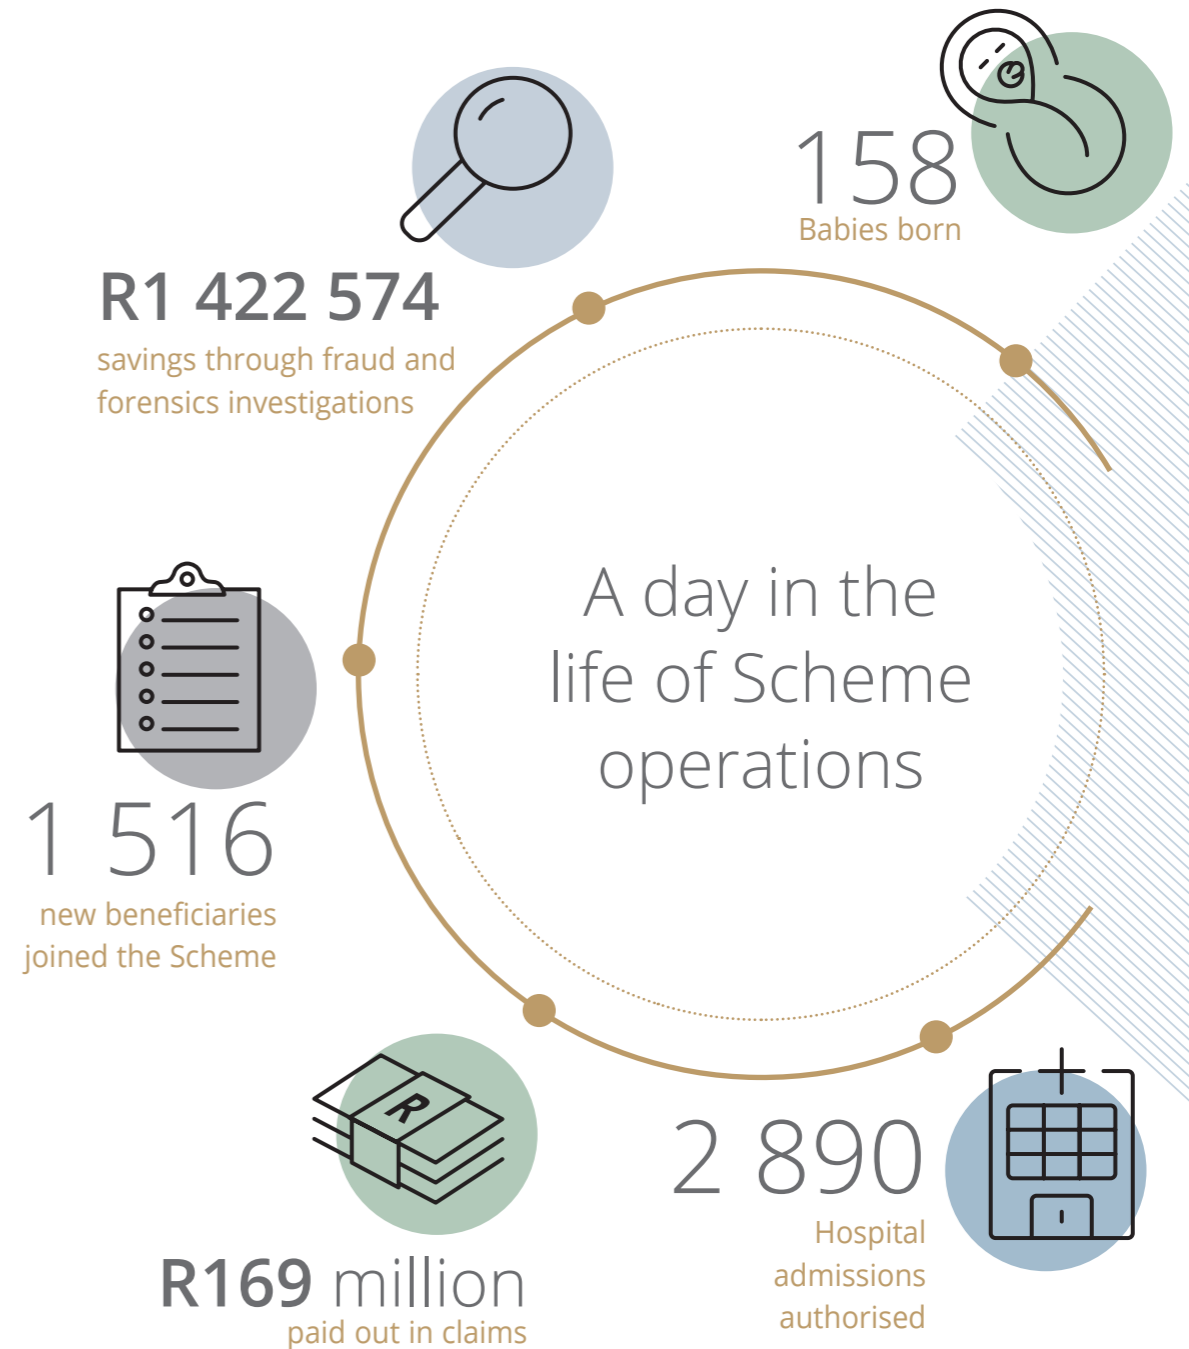 158
Babies born
R1 422 574
savings through fraud and
forensics investigations
A day in the
life of Scheme
operations
1 516
new beneficiaries
joined the Scheme
R
R169 million
paid out in claims
2 890
Hospital
admissions
authorised